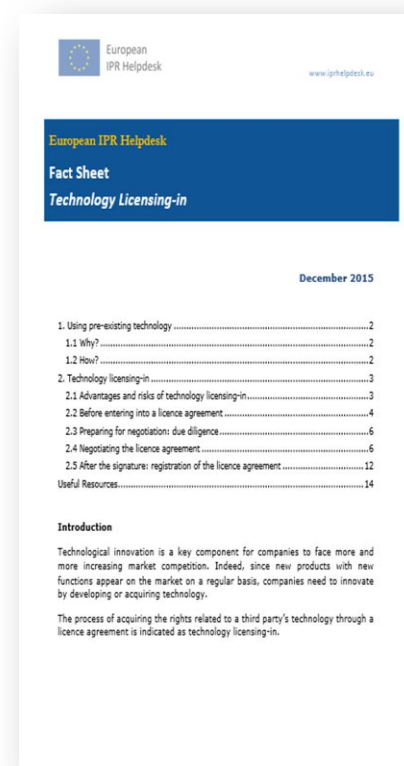 European
IPR Helpdesk
www.iprhelpdesk.eu
European IPR Helpdesk
Fact Sheet
Technology Licensing-in
December 2015
1. Using pre-existing technology ................................................................ 2
1.1 Why? ................................................................ 2
1.2 How? ................................................................ 2
2. Technology licensing-in ................................................................ 3
2.1 Advantages and risks of technology licensing-in ................................ 3
2.2 Before entering into a licence agreement ................................ 4
2.3 Preparing for negotiation: due diligence ................................ 6
2.4 Negotiating the licence agreement ................................ 6
2.5 After the signature: registration of the licence agreement ................ 12
Useful Resources ................................................................ 14
Introduction
Technological innovation is a key component for companies to face more and
more increasing market competition. Indeed, since new products with new
functions appear on the market on a regular basis, companies need to innovate
by developing or acquiring technology.
The process of acquiring the rights related to a third party's technology through a
licence agreement is indicated as technology licensing-in.